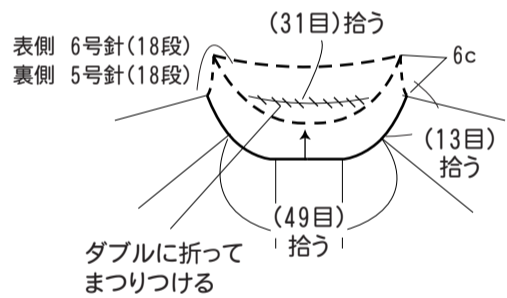 (31目)拾う
表側 6号針(18段)
裏側 5号針(18段)
6c
(13目)
拾う
(49目)
拾う
ダブルに折って
まつりつける